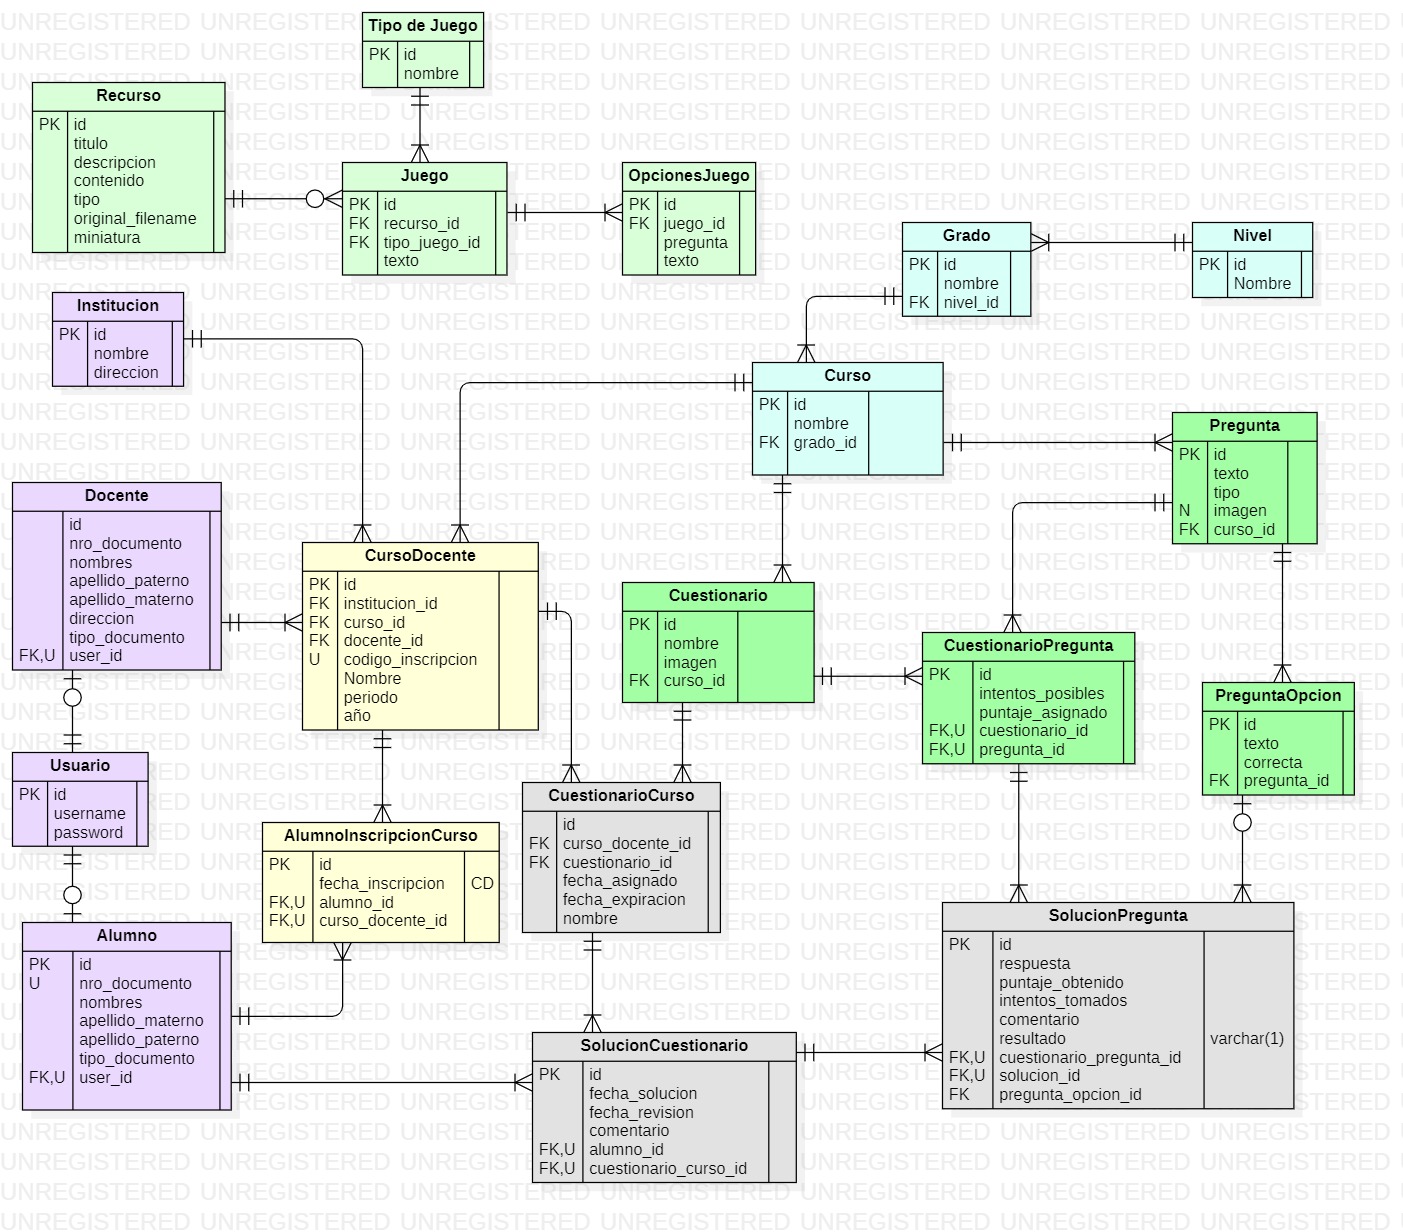 Tipo de Juego
PK id
nombre
Recurso
PK id
titulo
descripcion
contenido
tipo
original_filename
miniatura
Juego
PK id
FK recurso_id
FK tipo_juego_id
texto
OpcionesJuego
PK id
FK juego_id
pregunta
texto
Grado
PK id
nombre
FK nivel_id
Nivel
PK id
Nombre
Institucion
PK id
nombre
direccion
Curso
PK id
nombre
FK grado_id
Pregunta
PK id
texto
tipo
N imagen
FK curso_id
Docente
id
nro_documento
nombres
apellido_paterno
apellido_materno
direccion
tipo_documento
FK,U user_id
CursoDocente
PK id
FK institucion_id
FK curso_id
FK docente_id
U codigo_inscripcion
Nombre
periodo
año
Cuestionario
PK id
nombre
imagen
FK curso_id
CuestionarioPregunta
PK id
intentos_posibles
puntaje_asignado
FK,U cuestionario_id
FK,U pregunta_id
PreguntaOpcion
PK id
texto
correcta
FK pregunta_id
Usuario
PK id
username
password
AlumnoInscripcionCurso
PK id
fecha_inscripcion CD
FK,U alumno_id
FK,U curso_docente_id
CuestionarioCurso
id
FK curso_docente_id
FK cuestionario_id
fecha_asignado
fecha_expiracion
nombre
Alumno
PK id
U nro_documento
nombres
apellido_materno
apellido_paterno
tipo_documento
FK,U user_id
SolucionPregunta
PK id
respuesta
puntaje_obtenido
intentos_tomados
comentario
resultado varchar(1)
FK,U cuestionario_pregunta_id
FK,U solucion_id
FK pregunta_opcion_id
SolucionCuestionario
PK id
fecha_solucion
fecha_revision
comentario
FK,U alumno_id
FK,U cuestionario_curso_id
UNREGISTERED